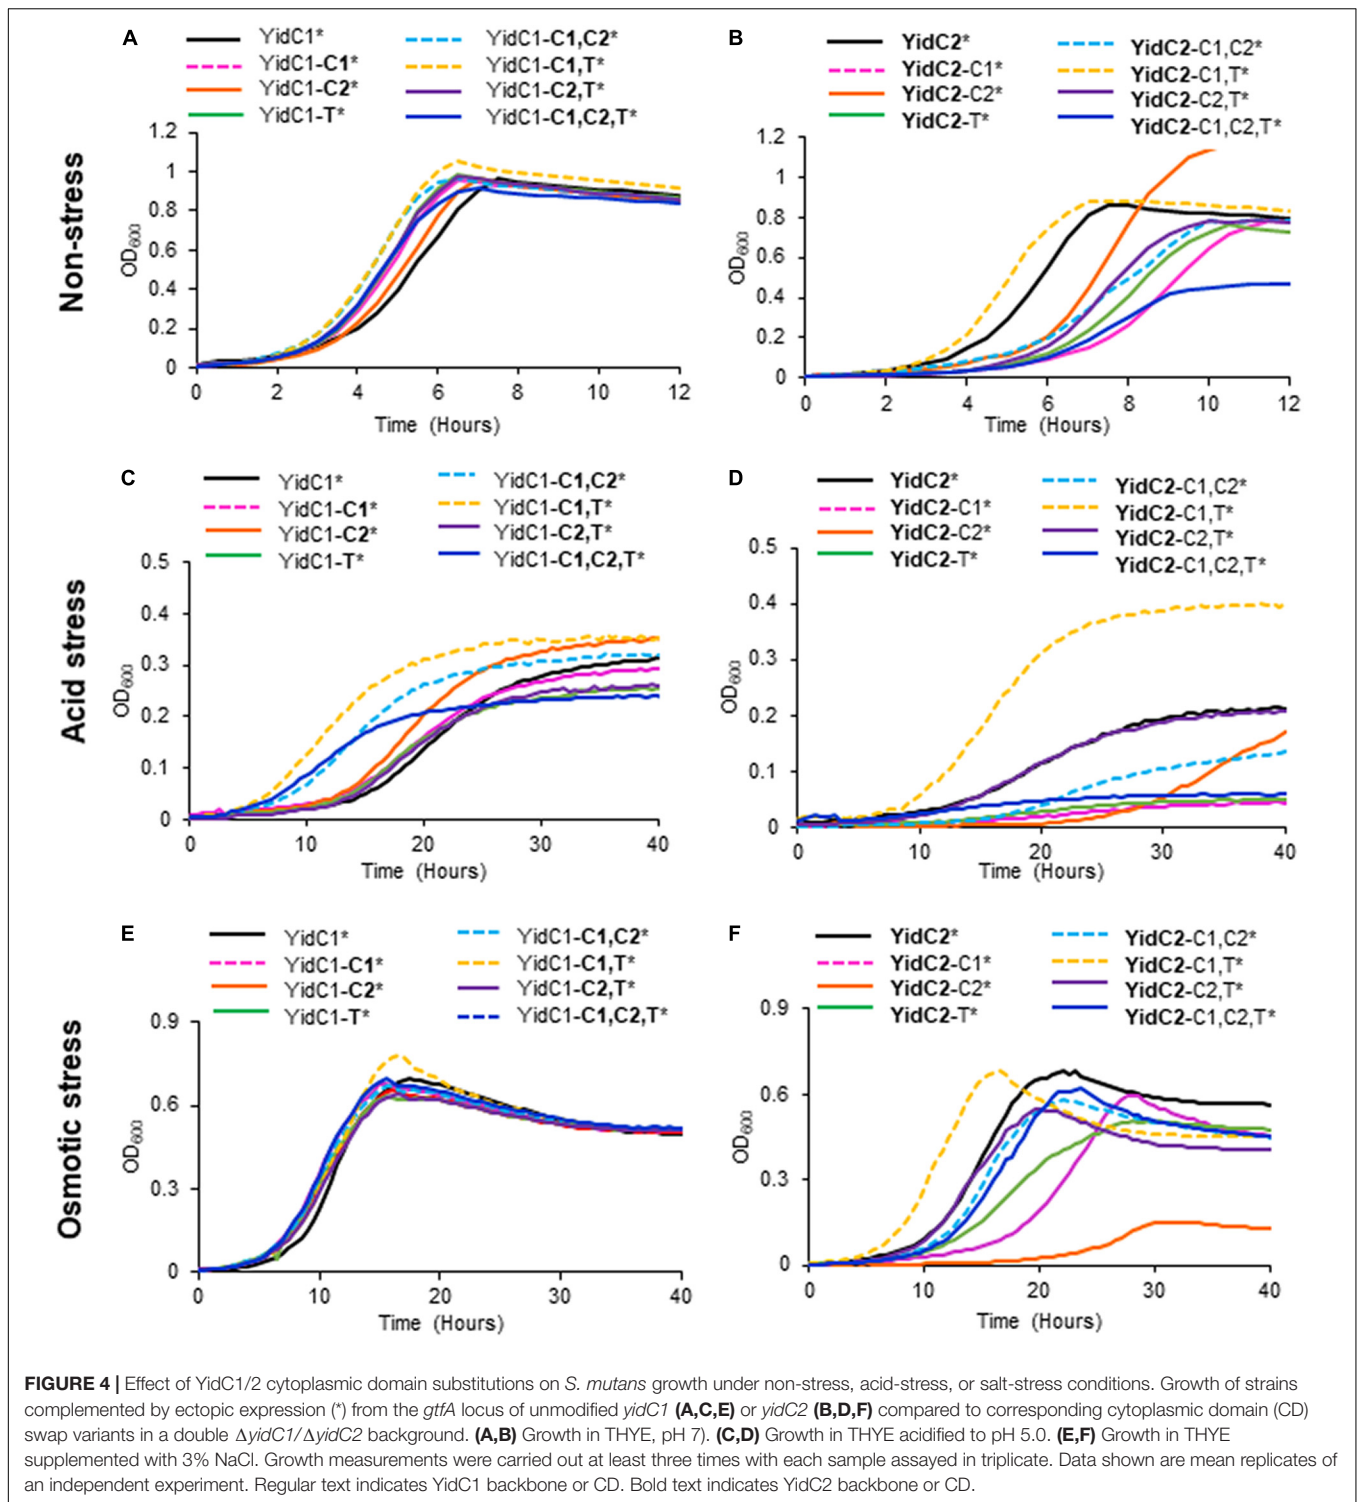 A
YidC1*
YidC1-C1*
YidC1-C2*
YidC1-T*
YidC1-C1,C2*
YidC1-C1,T*
YidC1-C2,T*
YidC1-C1,C2,T*
Non-stress
OD600
1.2
1
0.8
0.6
0.4
0.2
0
0 2 4 6 8 10 12
Time (Hours)
B
YidC2*
YidC2-C1*
YidC2-C2*
YidC2-T*
YidC2-C1,C2*
YidC2-C1,T*
YidC2-C2,T*
YidC2-C1,C2,T*
OD600
1.2
1.0
0.8
0.6
0.4
0.2
0
0 2 4 6 8 10 12
Time (Hours)
C
YidC1*
YidC1-C1*
YidC1-C2*
YidC1-T*
YidC1-C1,C2*
YidC1-C1,T*
YidC1-C2,T*
YidC1-C1,C2,T*
Acid stress
OD600
0.5
0.4
0.3
0.2
0.1
0
0 10 20 30 40
Time (Hours)
D
YidC2*
YidC2-C1*
YidC2-C2*
YidC2-T*
YidC2-C1,C2*
YidC2-C1,T*
YidC2-C2,T*
YidC2-C1,C2,T*
OD600
0.5
0.4
0.3
0.2
0.1
0
0 10 20 30 40
Time (Hours)
E
YidC1*
YidC1-C1*
YidC1-C2*
YidC1-T*
YidC1-C1,C2*
YidC1-C1,T*
YidC1-C2,T*
YidC1-C1,C2,T*
Osmotic stress
OD600
0.9
0.6
0.3
0
0 10 20 30 40
Time (Hours)
F
YidC2*
YidC2-C1*
YidC2-C2*
YidC2-T*
YidC2-C1,C2*
YidC2-C1,T*
YidC2-C2,T*
YidC2-C1,C2,T*
OD600
0.9
0.6
0.3
0
0 10 20 30 40
Time (Hours)
FIGURE 4 | Effect of YidC1/2 cytoplasmic domain substitutions on S. mutans growth under non-stress, acid-stress, or salt-stress conditions. Growth of strains
complemented by ectopic expression (*) from the gtfA locus of unmodified yidC1 (A,C,E) or yidC2 (B,D,F) compared to corresponding cytoplasmic domain (CD)
swap variants in a double ΔyidC1/ΔyidC2 background. (A,B) Growth in THYE, pH 7). (C,D) Growth in THYE acidified to pH 5.0. (E,F) Growth in THYE
supplemented with 3% NaCl. Growth measurements were carried out at least three times with each sample assayed in triplicate. Data shown are mean replicates of
an independent experiment. Regular text indicates YidC1 backbone or CD. Bold text indicates YidC2 backbone or CD.